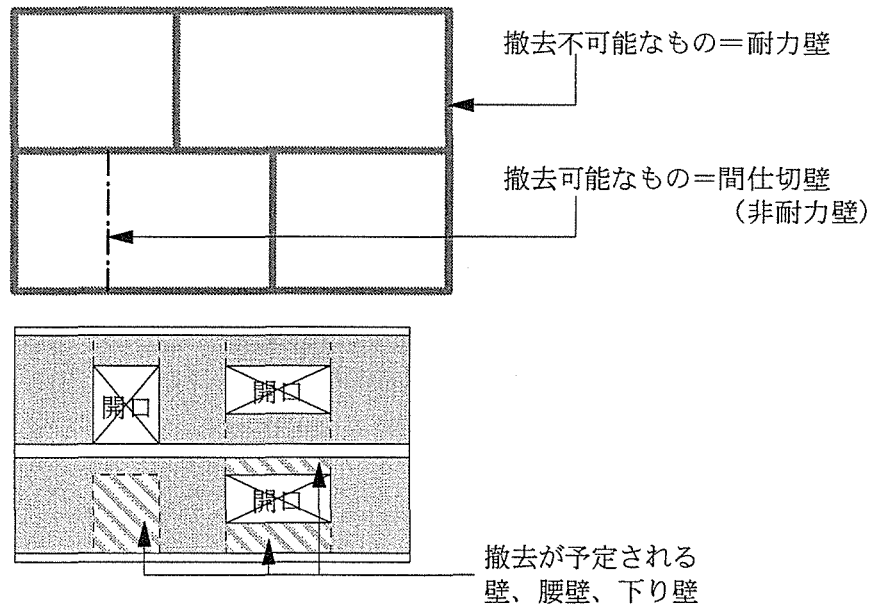 撤去不可能なもの＝耐力壁
撤去可能なもの＝間仕切壁
（非耐力壁）
開口
開口
開口
撤去が予定される
壁、腰壁、下り壁